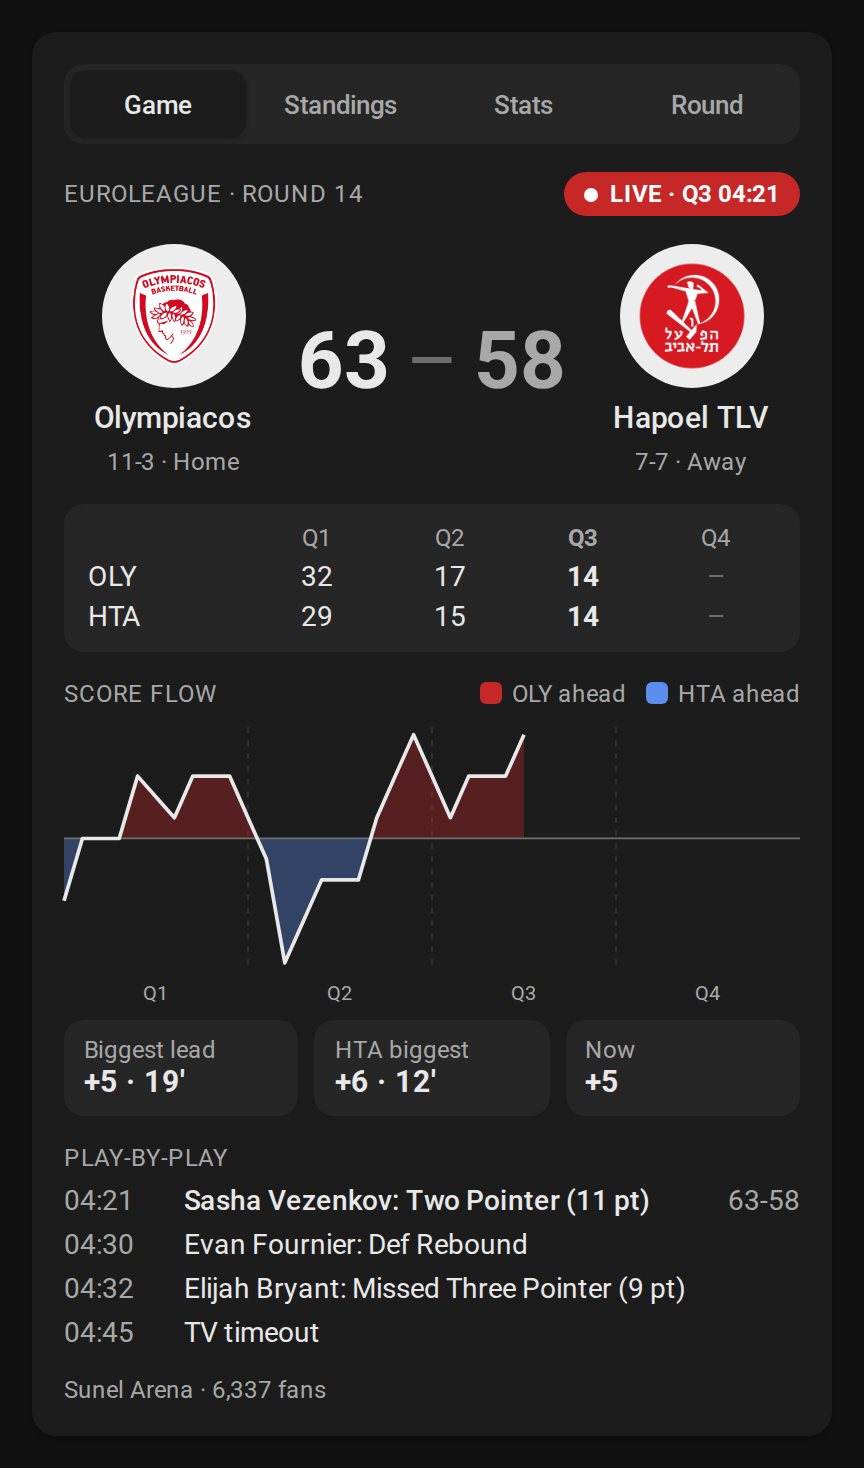 Game Standings Stats Round
EUROLEAGUE · ROUND 14 LIVE · Q3 04:21
OLYMPIACOS
BASKETBALL
1925
הפועל
תל-אביב
63 – 58
Olympiacos Hapoel TLV
11-3 · Home 7-7 · Away
Q1 Q2 Q3 Q4
OLY 32 17 14 –
HTA 29 15 14 –
SCORE FLOW OLY ahead HTA ahead
Q1 Q2 Q3 Q4
Biggest lead HTA biggest Now
+5 · 19' +6 · 12' +5
PLAY-BY-PLAY
04:21 Sasha Vezenkov: Two Pointer (11 pt) 63-58
04:30 Evan Fournier: Def Rebound
04:32 Elijah Bryant: Missed Three Pointer (9 pt)
04:45 TV timeout
Sunel Arena · 6,337 fans